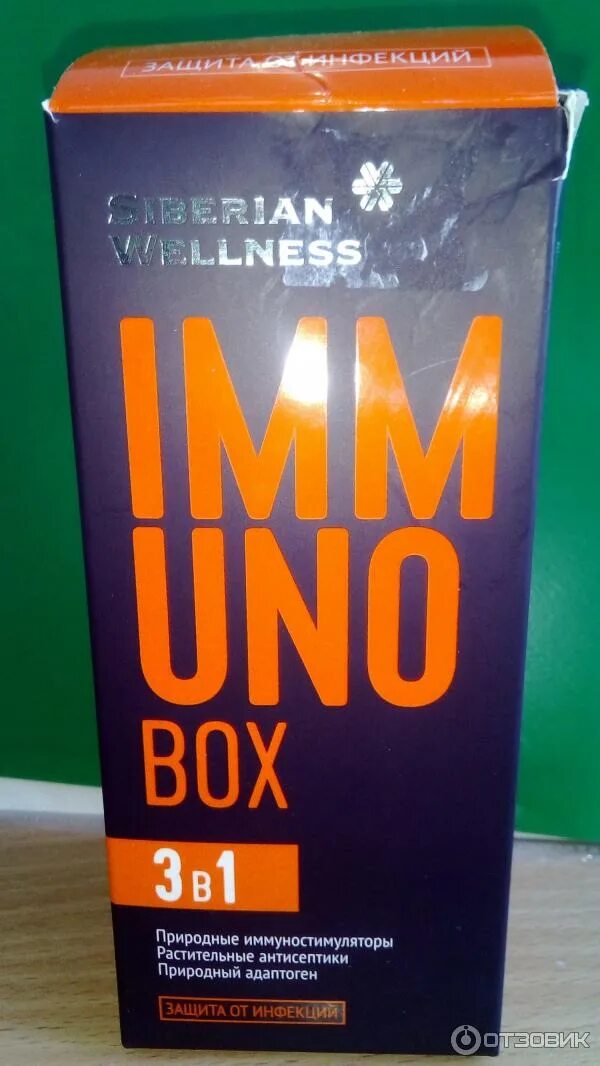 ЗАЩИТА ОТ ИНФЕКЦИЙ
SIBERIAN
WELLNESS
IMM
UNO
BOX
3 в 1
Природные иммуностимуляторы
Растительные антисептики
Природный адаптоген
ЗАЩИТА ОТ ИНФЕКЦИЙ
ОТЗОВИК